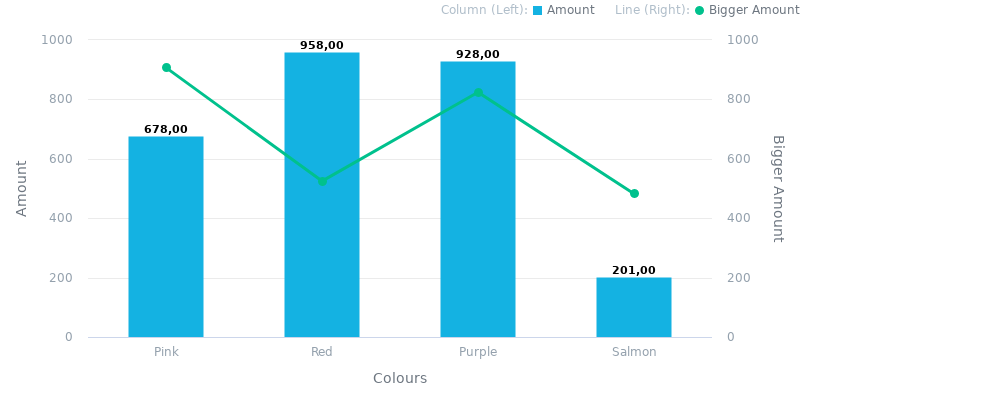 Column (Left): Amount Line (Right): Bigger Amount
1000 1000
958,00
928,00
800 800
678,00
600 600
Amount
Bigger Amount
400 400
201,00
200 200
0 0
Pink Red Purple Salmon
Colours